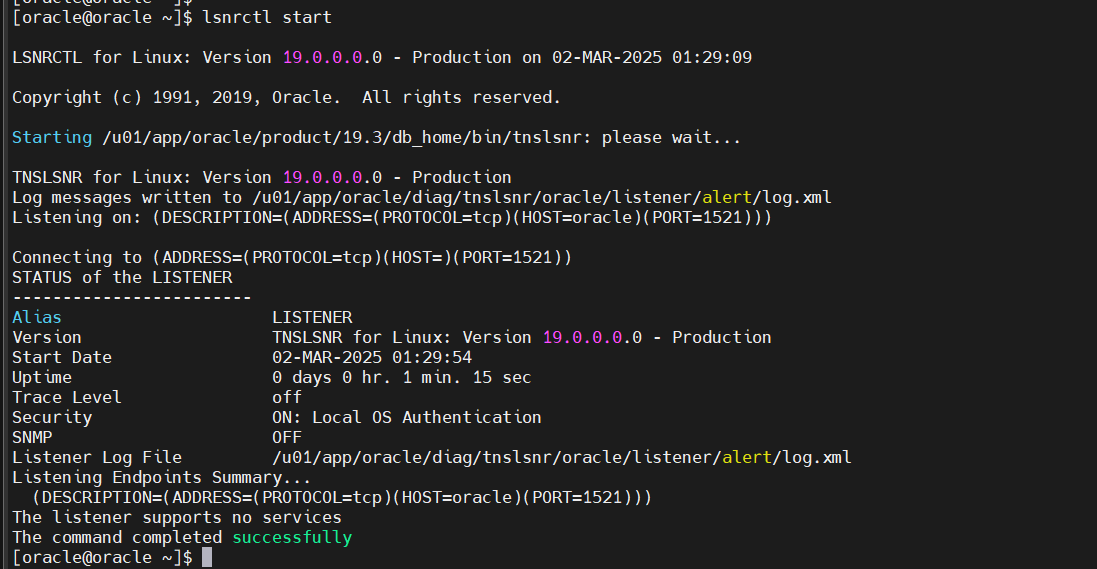 [oracle@oracle ~]$
[oracle@oracle ~]$ lsnrctl start
LSNRCTL for Linux: Version 19.0.0.0.0 - Production on 02-MAR-2025 01:29:09
Copyright (c) 1991, 2019, Oracle.  All rights reserved.
Starting /u01/app/oracle/product/19.3/db_home/bin/tnslsnr: please wait...
TNSLSNR for Linux: Version 19.0.0.0.0 - Production
Log messages written to /u01/app/oracle/diag/tnslsnr/oracle/listener/alert/log.xml
Listening on: (DESCRIPTION=(ADDRESS=(PROTOCOL=tcp)(HOST=oracle)(PORT=1521)))
Connecting to (ADDRESS=(PROTOCOL=tcp)(HOST=)(PORT=1521))
STATUS of the LISTENER
------------------------
Alias                     LISTENER
Version                   TNSLSNR for Linux: Version 19.0.0.0.0 - Production
Start Date                02-MAR-2025 01:29:54
Uptime                    0 days 0 hr. 1 min. 15 sec
Trace Level               off
Security                  ON: Local OS Authentication
SNMP                      OFF
Listener Log File         /u01/app/oracle/diag/tnslsnr/oracle/listener/alert/log.xml
Listening Endpoints Summary...
  (DESCRIPTION=(ADDRESS=(PROTOCOL=tcp)(HOST=oracle)(PORT=1521)))
The listener supports no services
The command completed successfully
[oracle@oracle ~]$